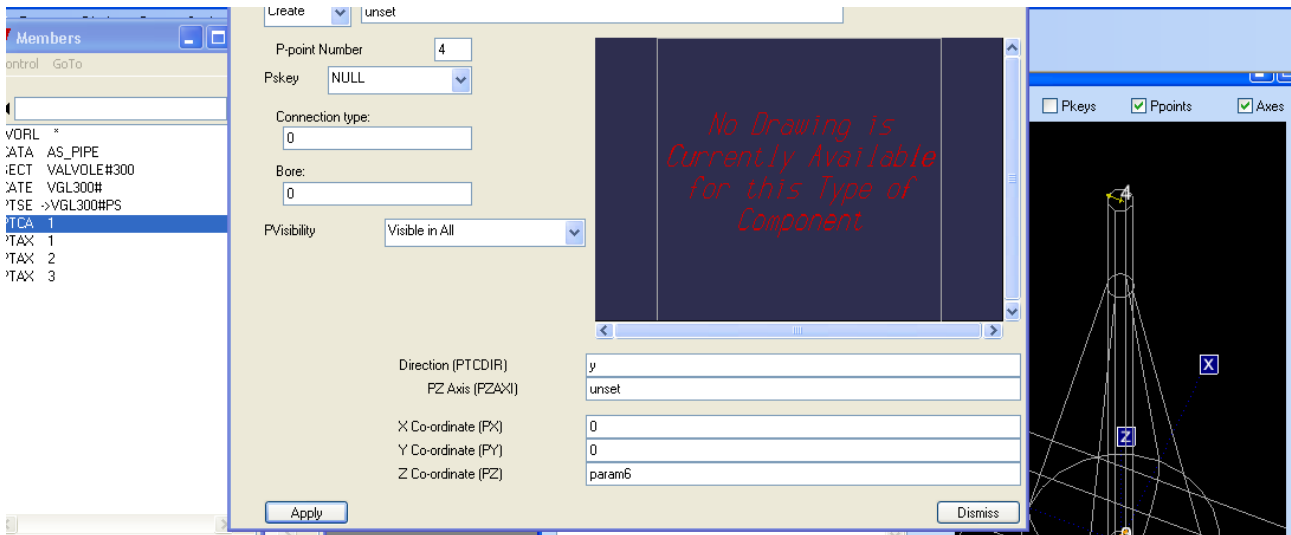 Create
unset
Members
ontrol GoTo
P-point Number
4
Pskey
NULL
Connection type:
0
Bore:
0
PVisibility
Visible in All
VORL *
CATA AS_PIPE
SECT VALVOLE#300
CATE VGL300#
PTSE ->VGL300#PS
PTCA 1
PTAX 1
PTAX 2
PTAX 3
No Drawing is
Currently Available
for this Type of
Component
Pkeys
Ppoints
Axes
4
X
Z
Direction (PTCDIR)
y
PZ Axis (PZAXI)
unset
X Co-ordinate (PX)
0
Y Co-ordinate (PY)
0
Z Co-ordinate (PZ)
param6
Apply
Dismiss